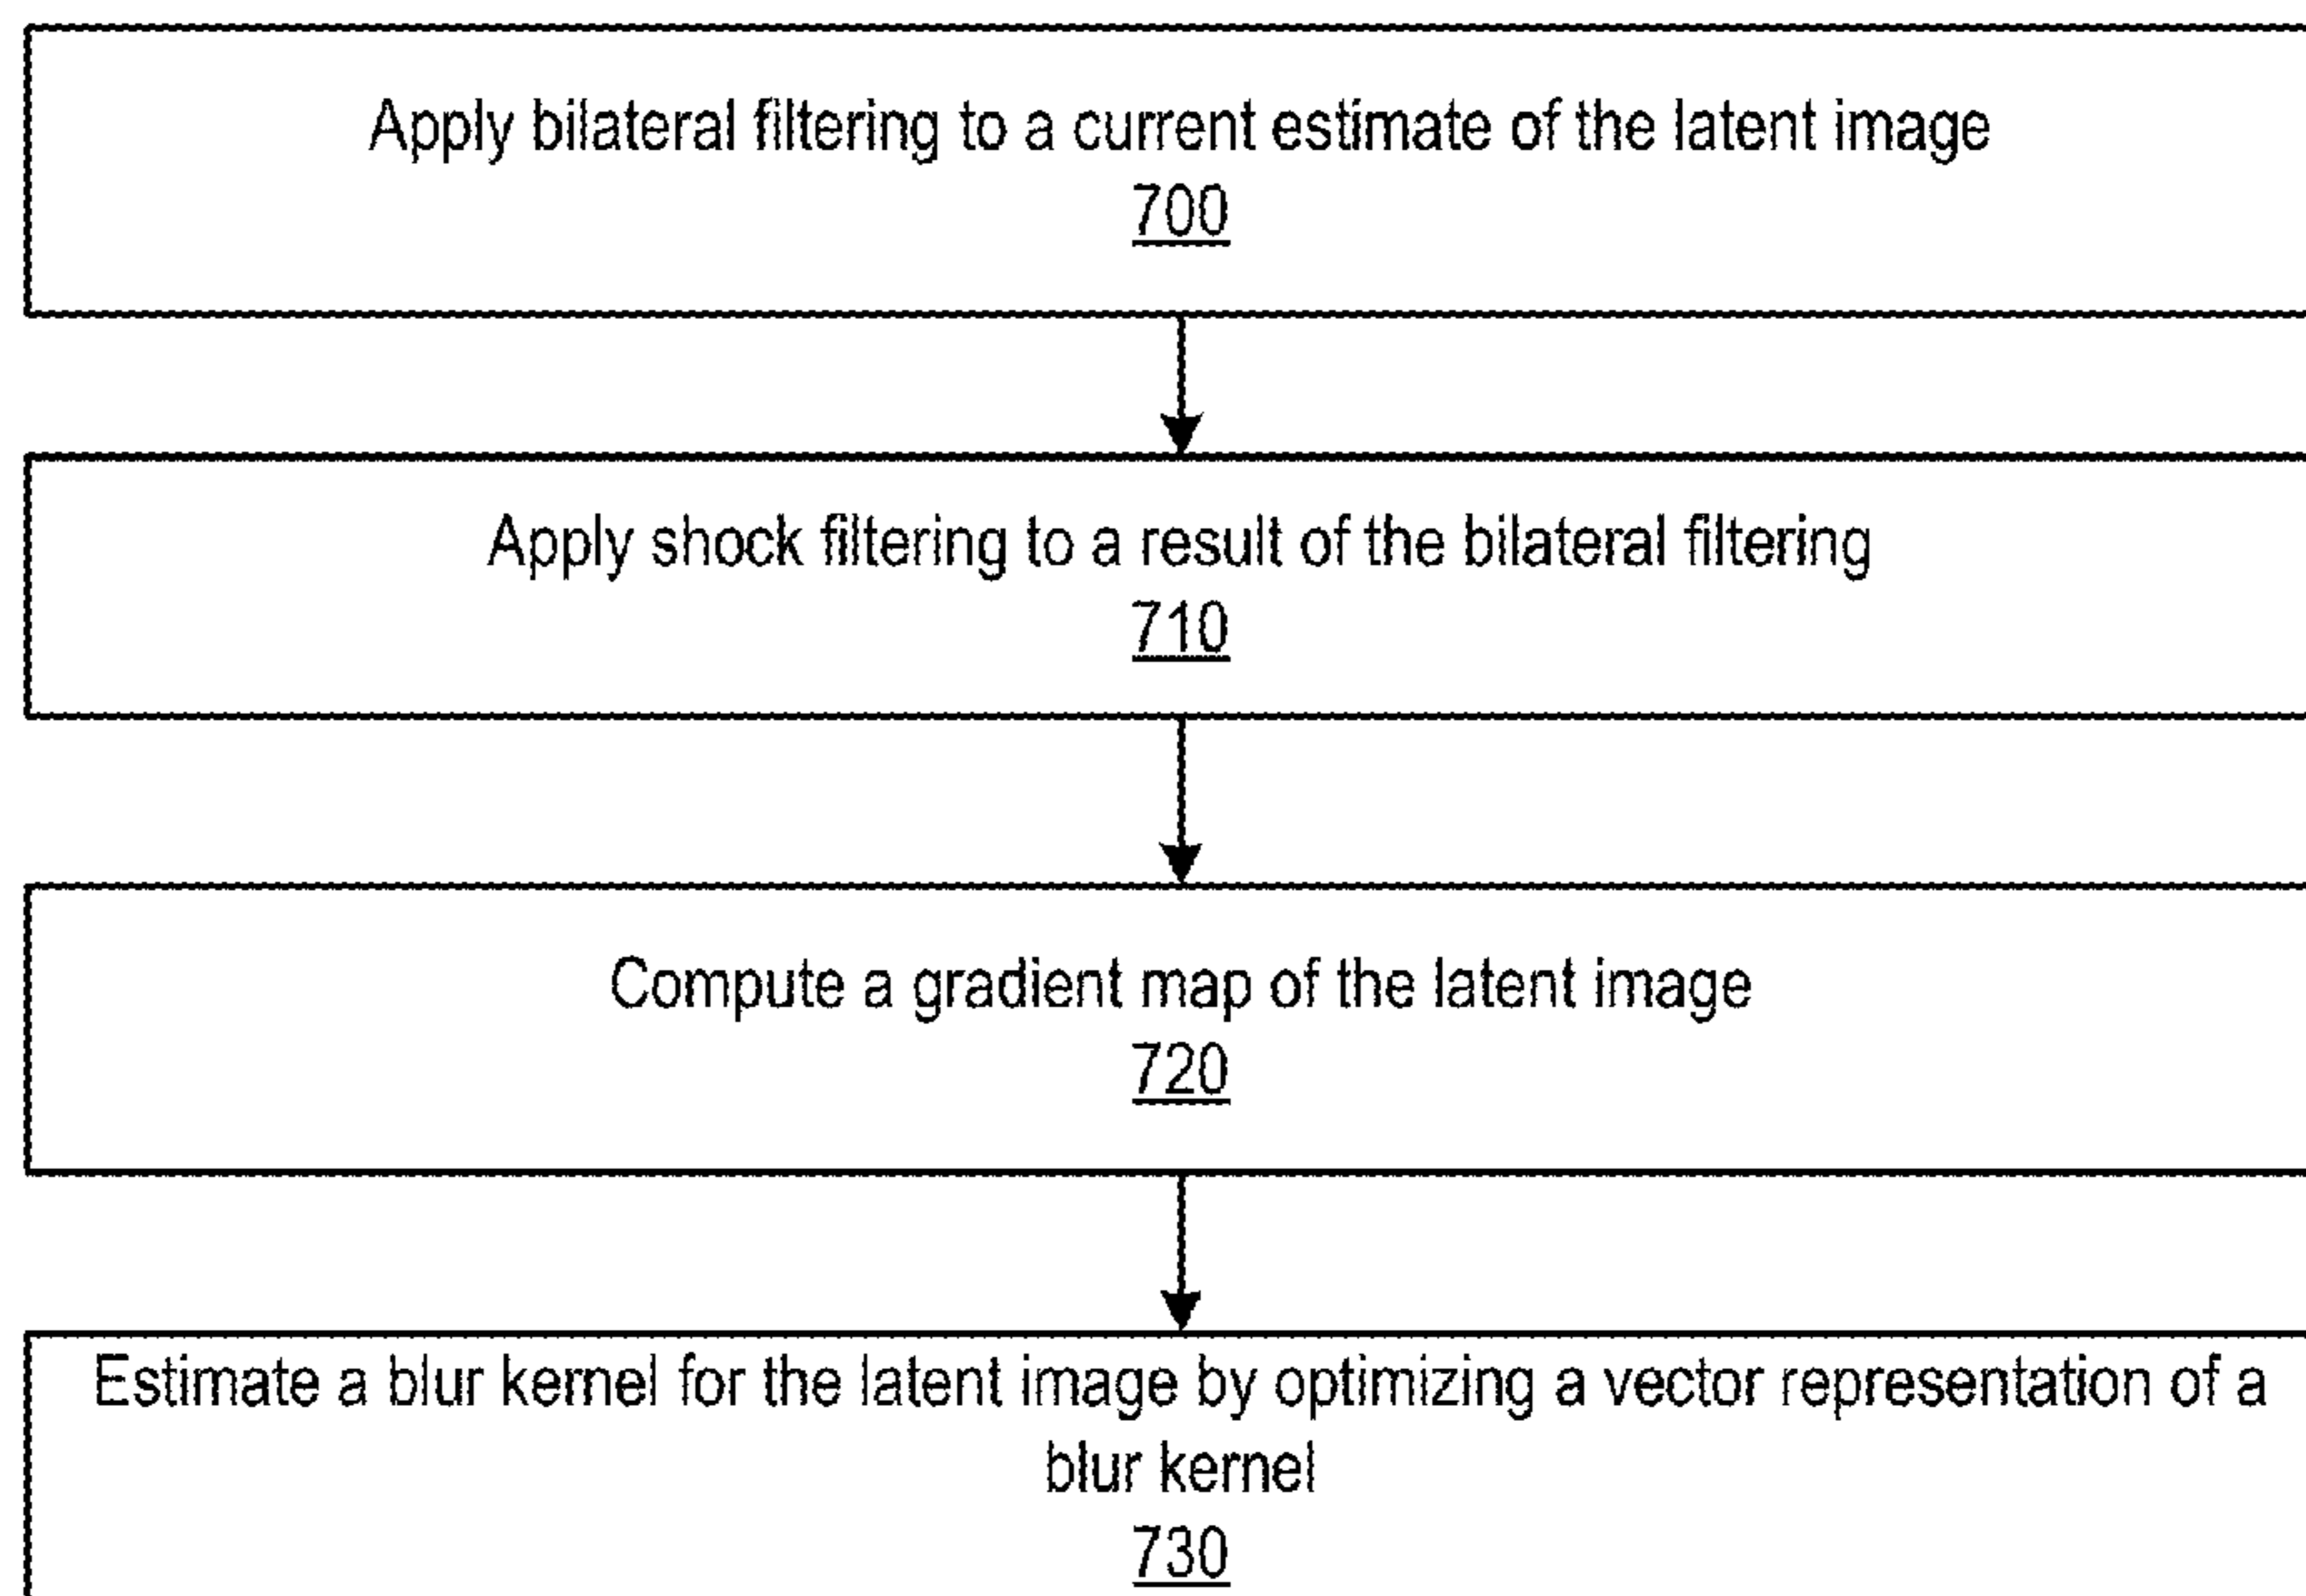 Apply bilateral filtering to a current estimate of the latent image
700
Apply shock filtering to a result of the bilateral filtering
710
Compute a gradient map of the latent image
720
Estimate a blur kernel for the latent image by optimizing a vector representation of a
blur kernel
730